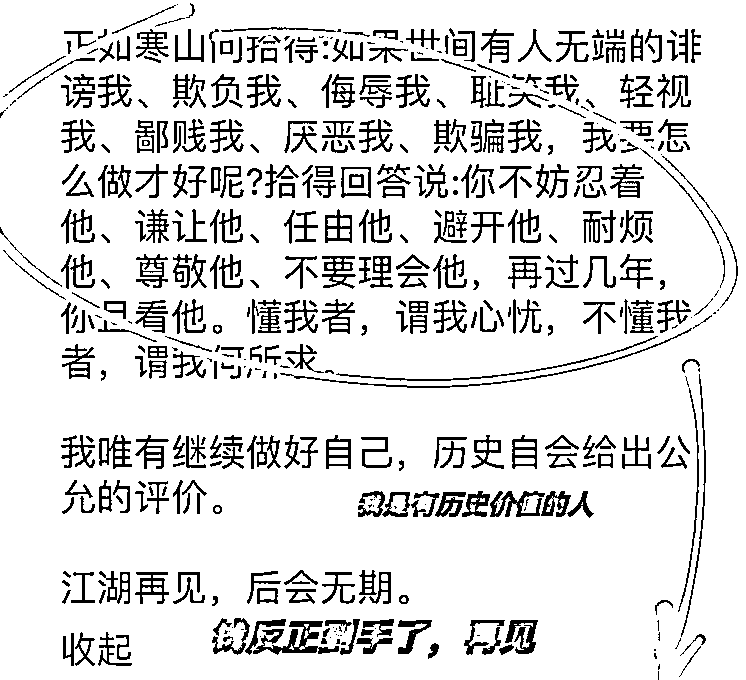 正如寒山问拾得:如果世间有人无端的诽
谤我、欺负我、侮辱我、耻笑我、轻视
我、鄙贱我、厌恶我、欺骗我，我要怎
么做才好呢?拾得回答说:你不妨忍着
他、谦让他、任由他、避开他、耐烦
他、尊敬他、不要理会他，再过几年，
你且看他。懂我者，谓我心忧，不懂我
者，谓我何所求。
我唯有继续做好自己，历史自会给出公
允的评价。
我是有历史价值的人
江湖再见，后会无期。
收起
钱反正到手了，再见